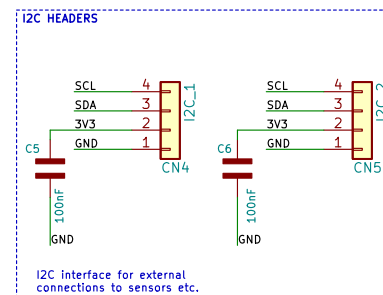 I2C HEADERS
SCL 4
SDA 3
3V3 2
GND 1
I2C_1
CN4
C5
100nF
GND
SCL 4
SDA 3
3V3 2
GND 1
CN5
C6
100nF
GND
I2C interface for external
connections to sensors etc.